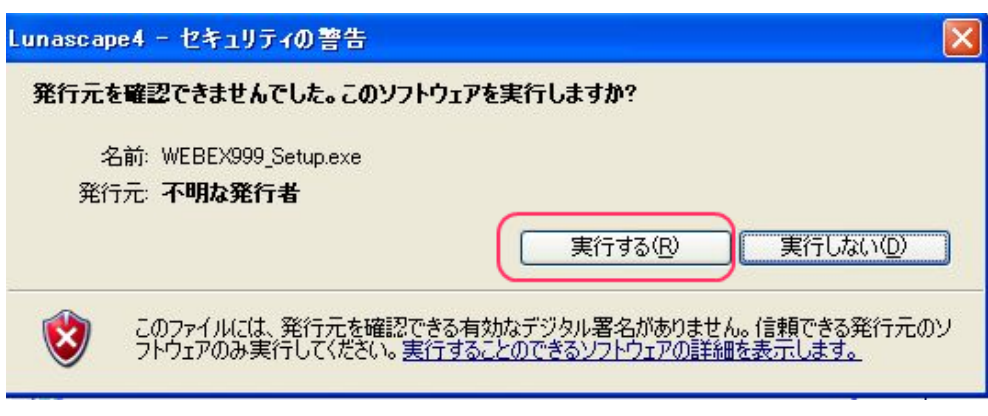 Lunascape4 - セキュリティの警告
発行元を確認できませんでした。このソフトウェアを実行しますか?
名前: WEBEX999_Setup.exe
発行元: 不明な発行者
実行する(R) 実行しない(D)
このファイルには、発行元を確認できる有効なデジタル署名がありません。信頼できる発行元のソ
フトウェアのみ実行してください。実行することのできるソフトウェアの詳細を表示します。